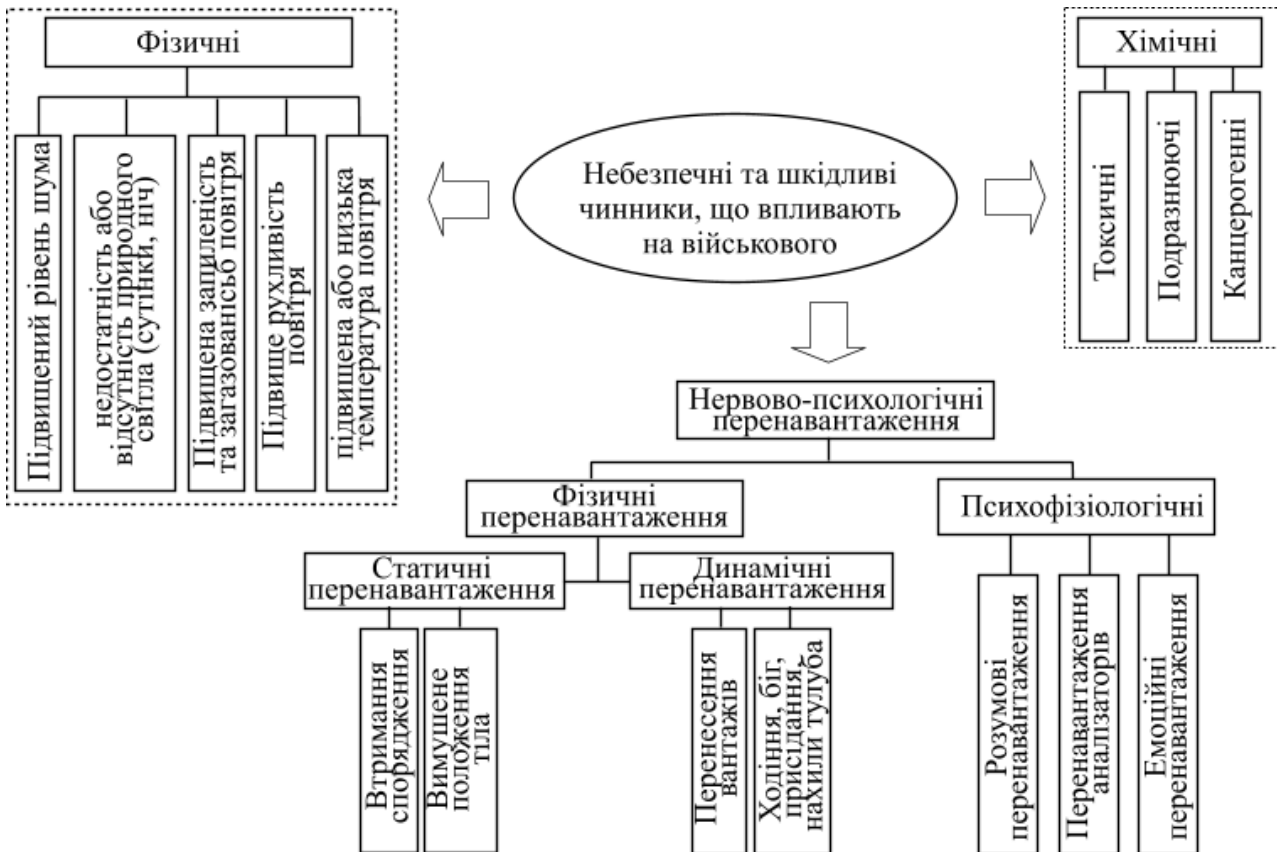 Фізичні
Підвищений рівень шума
недостатність або
відсутність природного
світла (сутінки, ніч)
Підвищена запиленість
та загазованісьб повітря
Підвище рухливість
повітря
підвищена або низька
температура повітря
Небезпечні та шкідливі
чинники, що впливають
на військового
Хімічні
Токсичні
Подразнюючі
Канцерогенні
Нервово-психологічні
перенавантаження
Фізичні
перенавантаження
Психофізіологічні
Статичні
перенавантаження
Динамічні
перенавантаження
Втримання
спорядження
Вимушене
положення
тіла
Перенесення
вантажів
Ходіння, біг,
присідання,
нахили тулуба
Розумові
перенавантаження
Перенавантаження
аналізаторів
Емоційні
перенавантаження